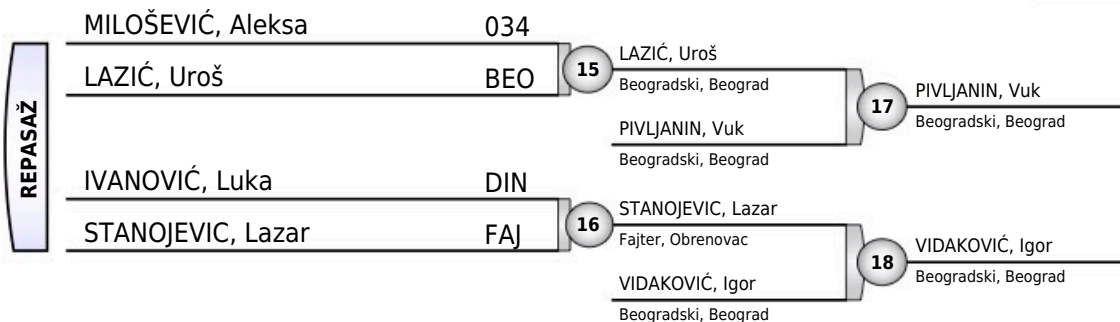 REPASAŽ
MILOŠEVIĆ, Aleksa 034
LAZIĆ, Uroš BEO
15
LAZIĆ, Uroš
Beogradski, Beograd
PIVLJANIN, Vuk
Beogradski, Beograd
17
PIVLJANIN, Vuk
Beogradski, Beograd
IVANOVIĆ, Luka DIN
STANOJEVIC, Lazar FAJ
16
STANOJEVIC, Lazar
Fajter, Obrenovac
VIDAKOVIĆ, Igor
Beogradski, Beograd
18
VIDAKOVIĆ, Igor
Beogradski, Beograd